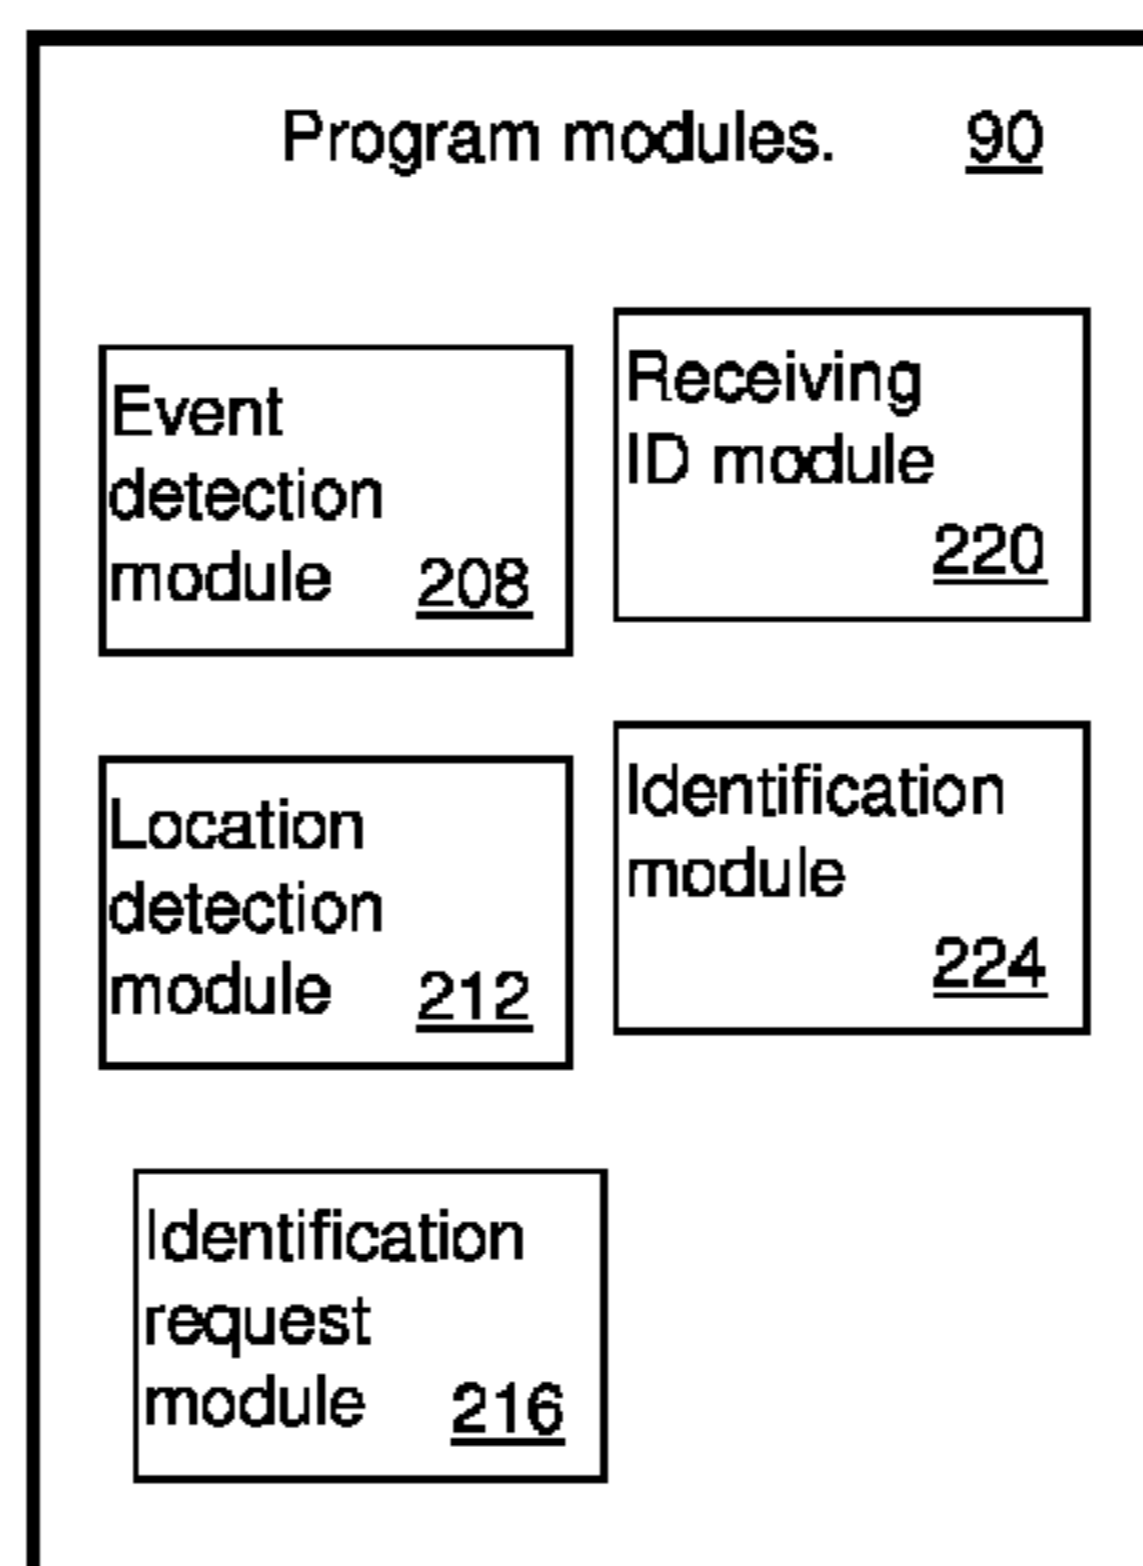 Program modules. 90
Event
detection
module 208
Receiving
ID module
220
Location
detection
module 212
Identification
module
224
Identification
request
module 216